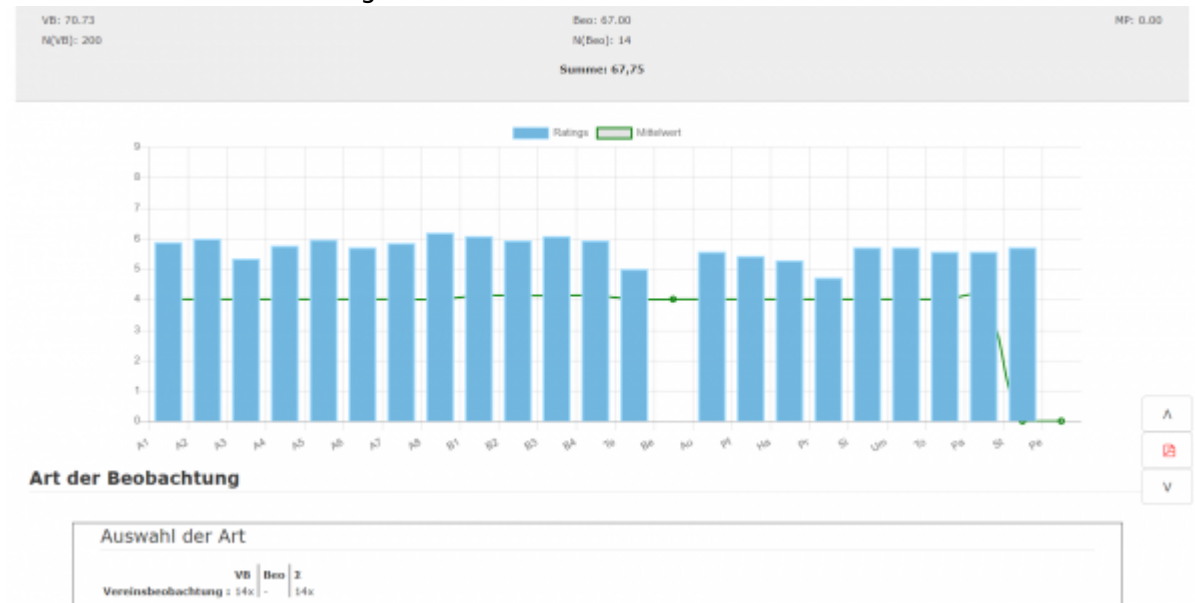 VB: 70.73 Beo: 67.00 MP: 0.00
N(VB): 200 N(Beo): 14
Summe: 67,75
Ratings Mittelwert
9
8
7
6
5
4
3
2
1
0
A1 A2 A3 A4 A5 A6 A7 A8 B1 B2 B3 B4 Te Be Au Pf Ha Pr Si Um To Pa St Pe
Art der Beobachtung
Auswahl der Art
VB Beo Σ
Vereinsbeobachtung : 14x - 14x